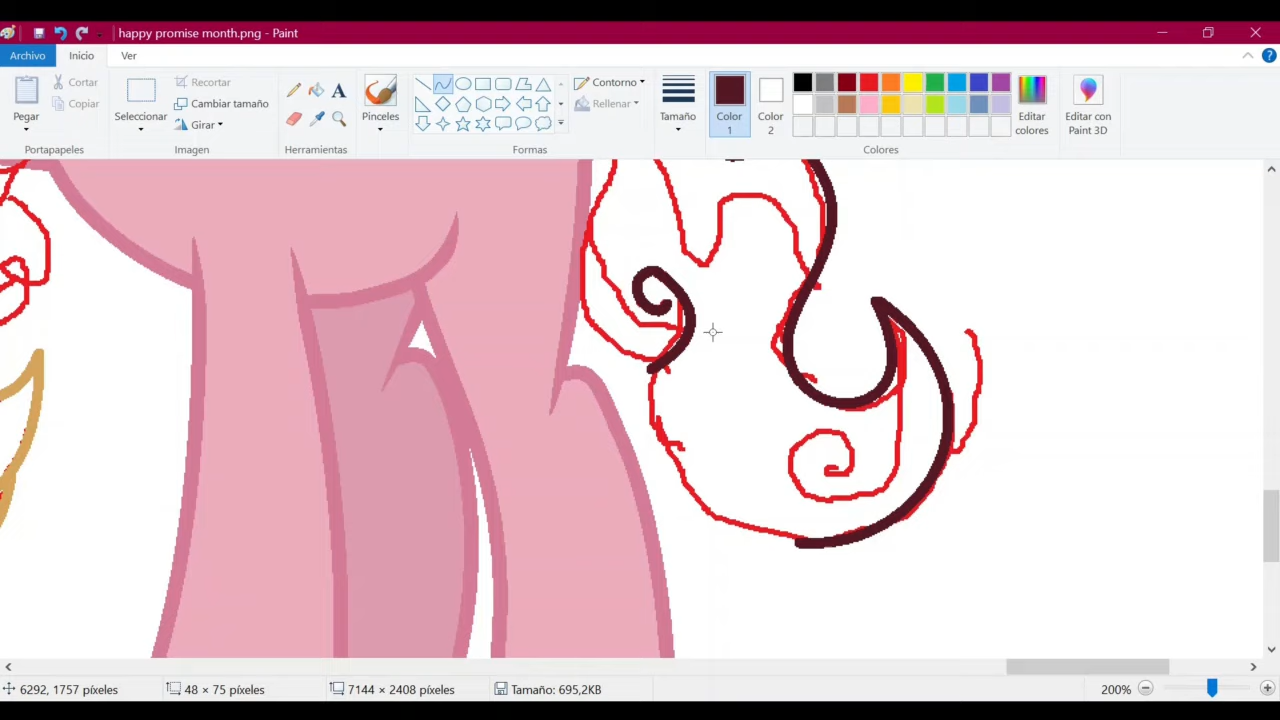 happy promise month.png - Paint
Archivo Inicio Ver
Pegar
Cortar
Copiar
Portapapeles
Seleccionar
Recortar
Cambiar tamaño
Girar
Imagen
A
Herramientas
Pinceles
Contorno
Rellenar
Formas
Tamaño
Color 1
Color 2
Editar colores
Colores
Editar con Paint 3D
6292, 1757 píxeles 48 × 75 píxeles 7144 × 2408 píxeles Tamaño: 695,2KB 200%